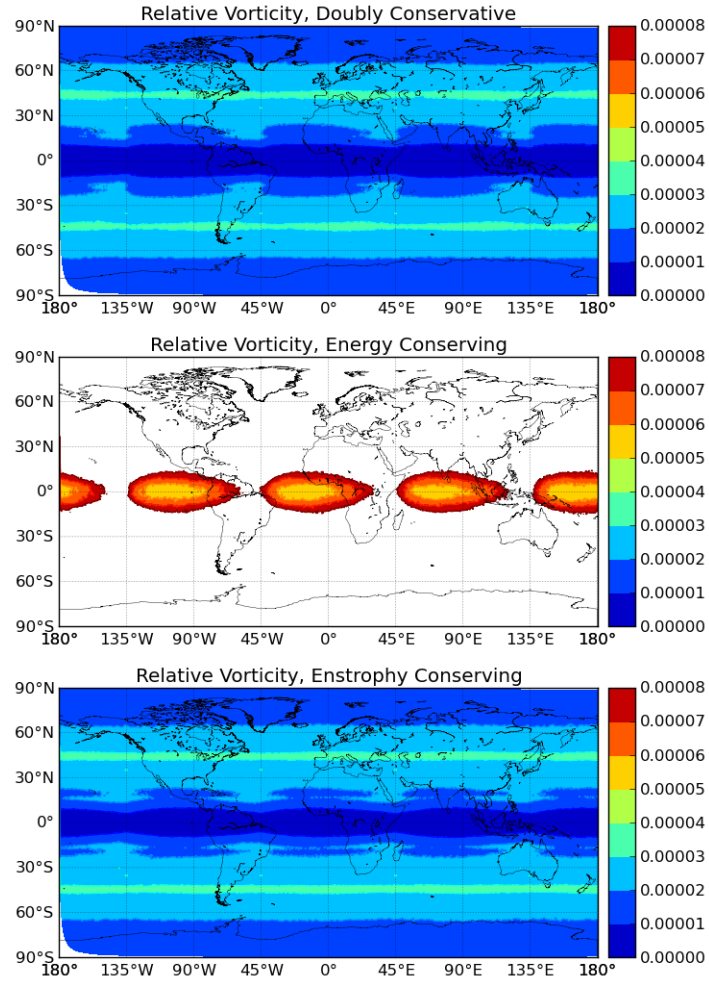 Relative Vorticity, Doubly Conservative
90°N
60°N
30°N
0°
30°S
60°S
90°S
180° 135°W 90°W 45°W 0° 45°E 90°E 135°E 180°
0.00008
0.00007
0.00006
0.00005
0.00004
0.00003
0.00002
0.00001
0.00000
Relative Vorticity, Energy Conserving
90°N
60°N
30°N
0°
30°S
60°S
90°S
180° 135°W 90°W 45°W 0° 45°E 90°E 135°E 180°
0.00008
0.00007
0.00006
0.00005
0.00004
0.00003
0.00002
0.00001
0.00000
Relative Vorticity, Enstrophy Conserving
90°N
60°N
30°N
0°
30°S
60°S
90°S
180° 135°W 90°W 45°W 0° 45°E 90°E 135°E 180°
0.00008
0.00007
0.00006
0.00005
0.00004
0.00003
0.00002
0.00001
0.00000